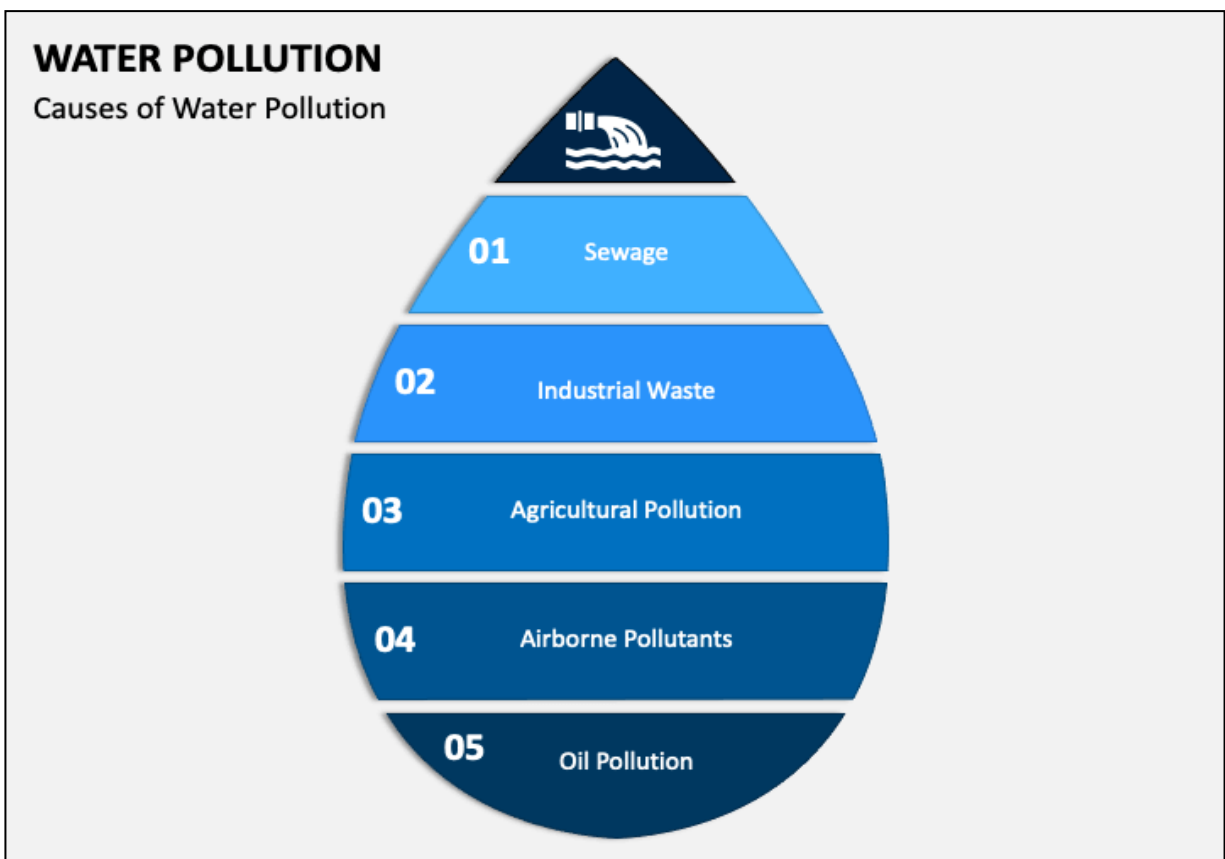 WATER POLLUTION
Causes of Water Pollution
01 Sewage
02 Industrial Waste
03 Agricultural Pollution
04 Airborne Pollutants
05 Oil Pollution